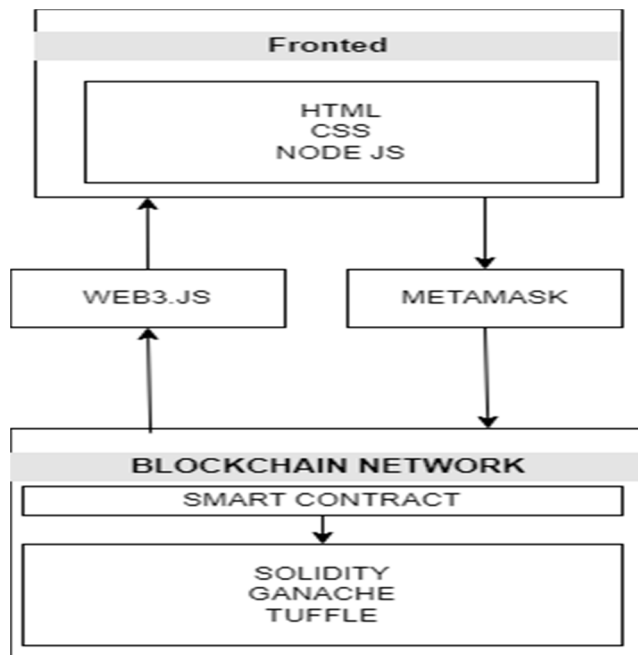 Fronted
HTML
CSS
NODE JS
WEB3.JS
METAMASK
BLOCKCHAIN NETWORK
SMART CONTRACT
SOLIDITY
GANACHE
TUFFLE